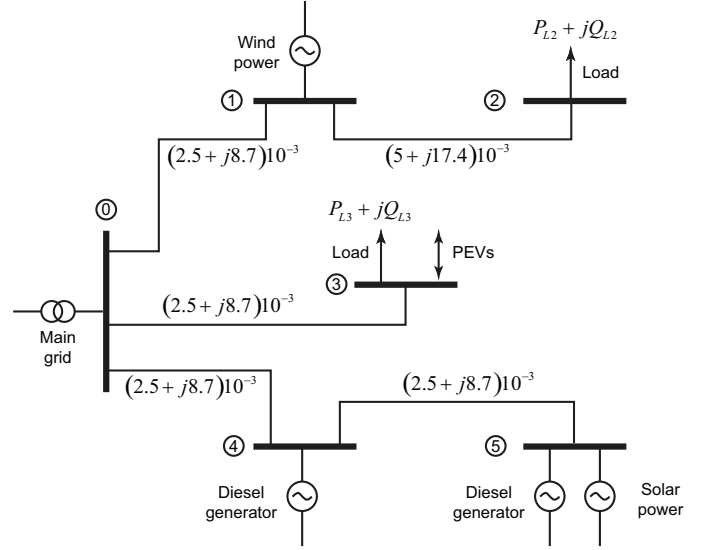 Wind
power
P_{L2} + jQ_{L2}
Load
①
②
(2.5 + j8.7)10⁻³
(5 + j17.4)10⁻³
⓪
P_{L3} + jQ_{L3}
Load
PEVs
③
(2.5 + j8.7)10⁻³
Main
grid
(2.5 + j8.7)10⁻³
(2.5 + j8.7)10⁻³
④
⑤
Diesel
generator
Diesel
generator
Solar
power